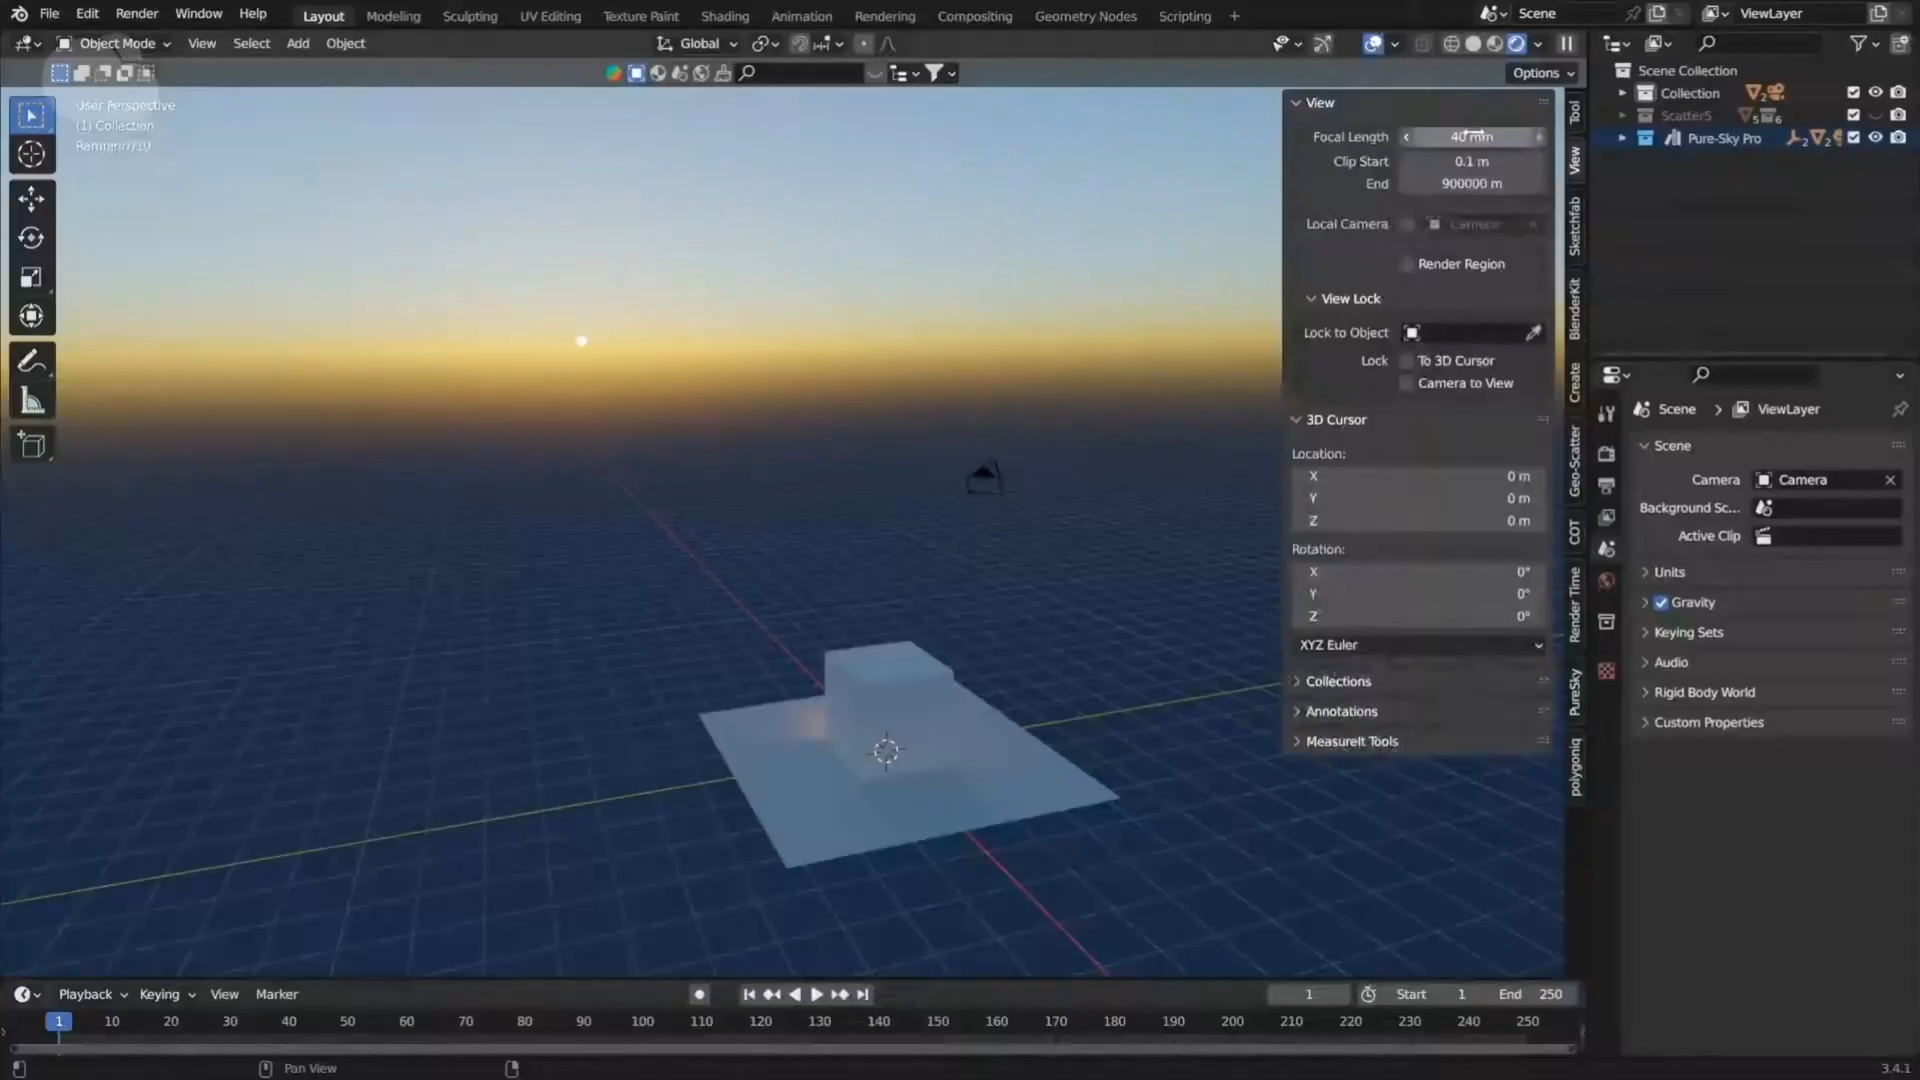 File Edit Render Window Help Layout Modeling Sculpting UV Editing Texture Paint Shading Animation Rendering Compositing Geometry Nodes Scripting + Scene ViewLayer
Object Mode View Select Add Object Global
Options
User Perspective
(1) Collection
View
Focal Length 40 mm
Clip Start 0.1 m
End 900000 m
Local Camera Camera
Render Region
View Lock
Lock to Object
Lock To 3D Cursor
Camera to View
3D Cursor
Location:
X 0 m
Y 0 m
Z 0 m
Rotation:
X 0°
Y 0°
Z 0°
XYZ Euler
Collections
Annotations
MeasureIt Tools
Tool
View
Sketchfab
BlenderKit
Create
Geo-Scatter
COT
Render Time
PureSky
polygoniq
Scene Collection
Collection 2
Scatter5 5 6
Pure-Sky Pro 2 2
Scene > ViewLayer
Scene
Camera Camera
Background Sc...
Active Clip
Units
Gravity
Keying Sets
Audio
Rigid Body World
Custom Properties
Playback Keying View Marker 1 Start 1 End 250
1 10 20 30 40 50 60 70 80 90 100 110 120 130 140 150 160 170 180 190 200 210 220 230 240 250
Pan View 3.4.1